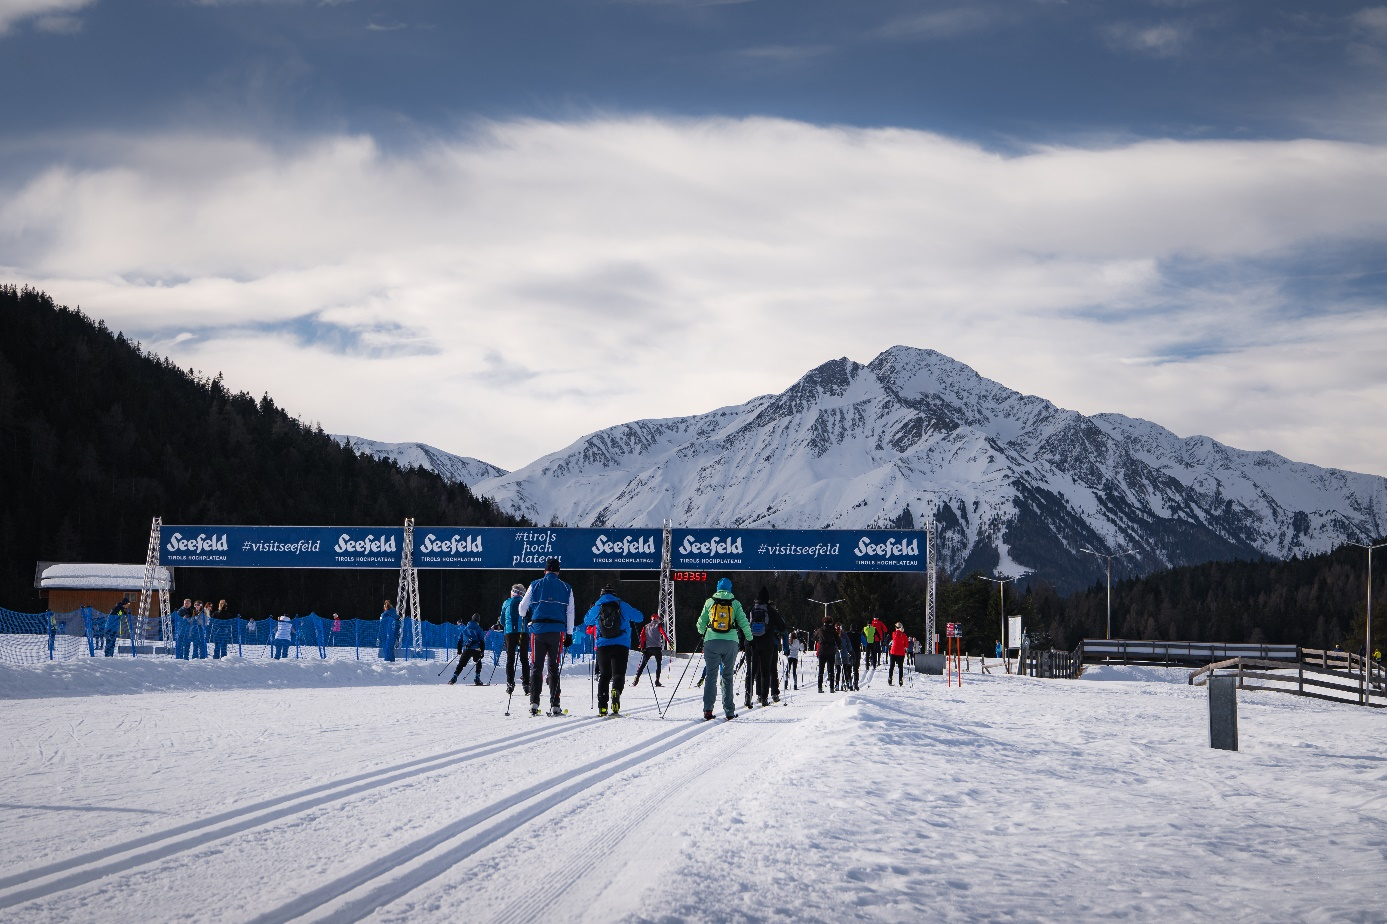 Seefeld
TIROLS HOCHPLATEAU
#visitseefeld
Seefeld
TIROLS HOCHPLATEAU
Seefeld
TIROLS HOCHPLATEAU
#tirols
hoch
plateau
Seefeld
TIROLS HOCHPLATEAU
Seefeld
TIROLS HOCHPLATEAU
#visitseefeld
Seefeld
TIROLS HOCHPLATEAU
103357